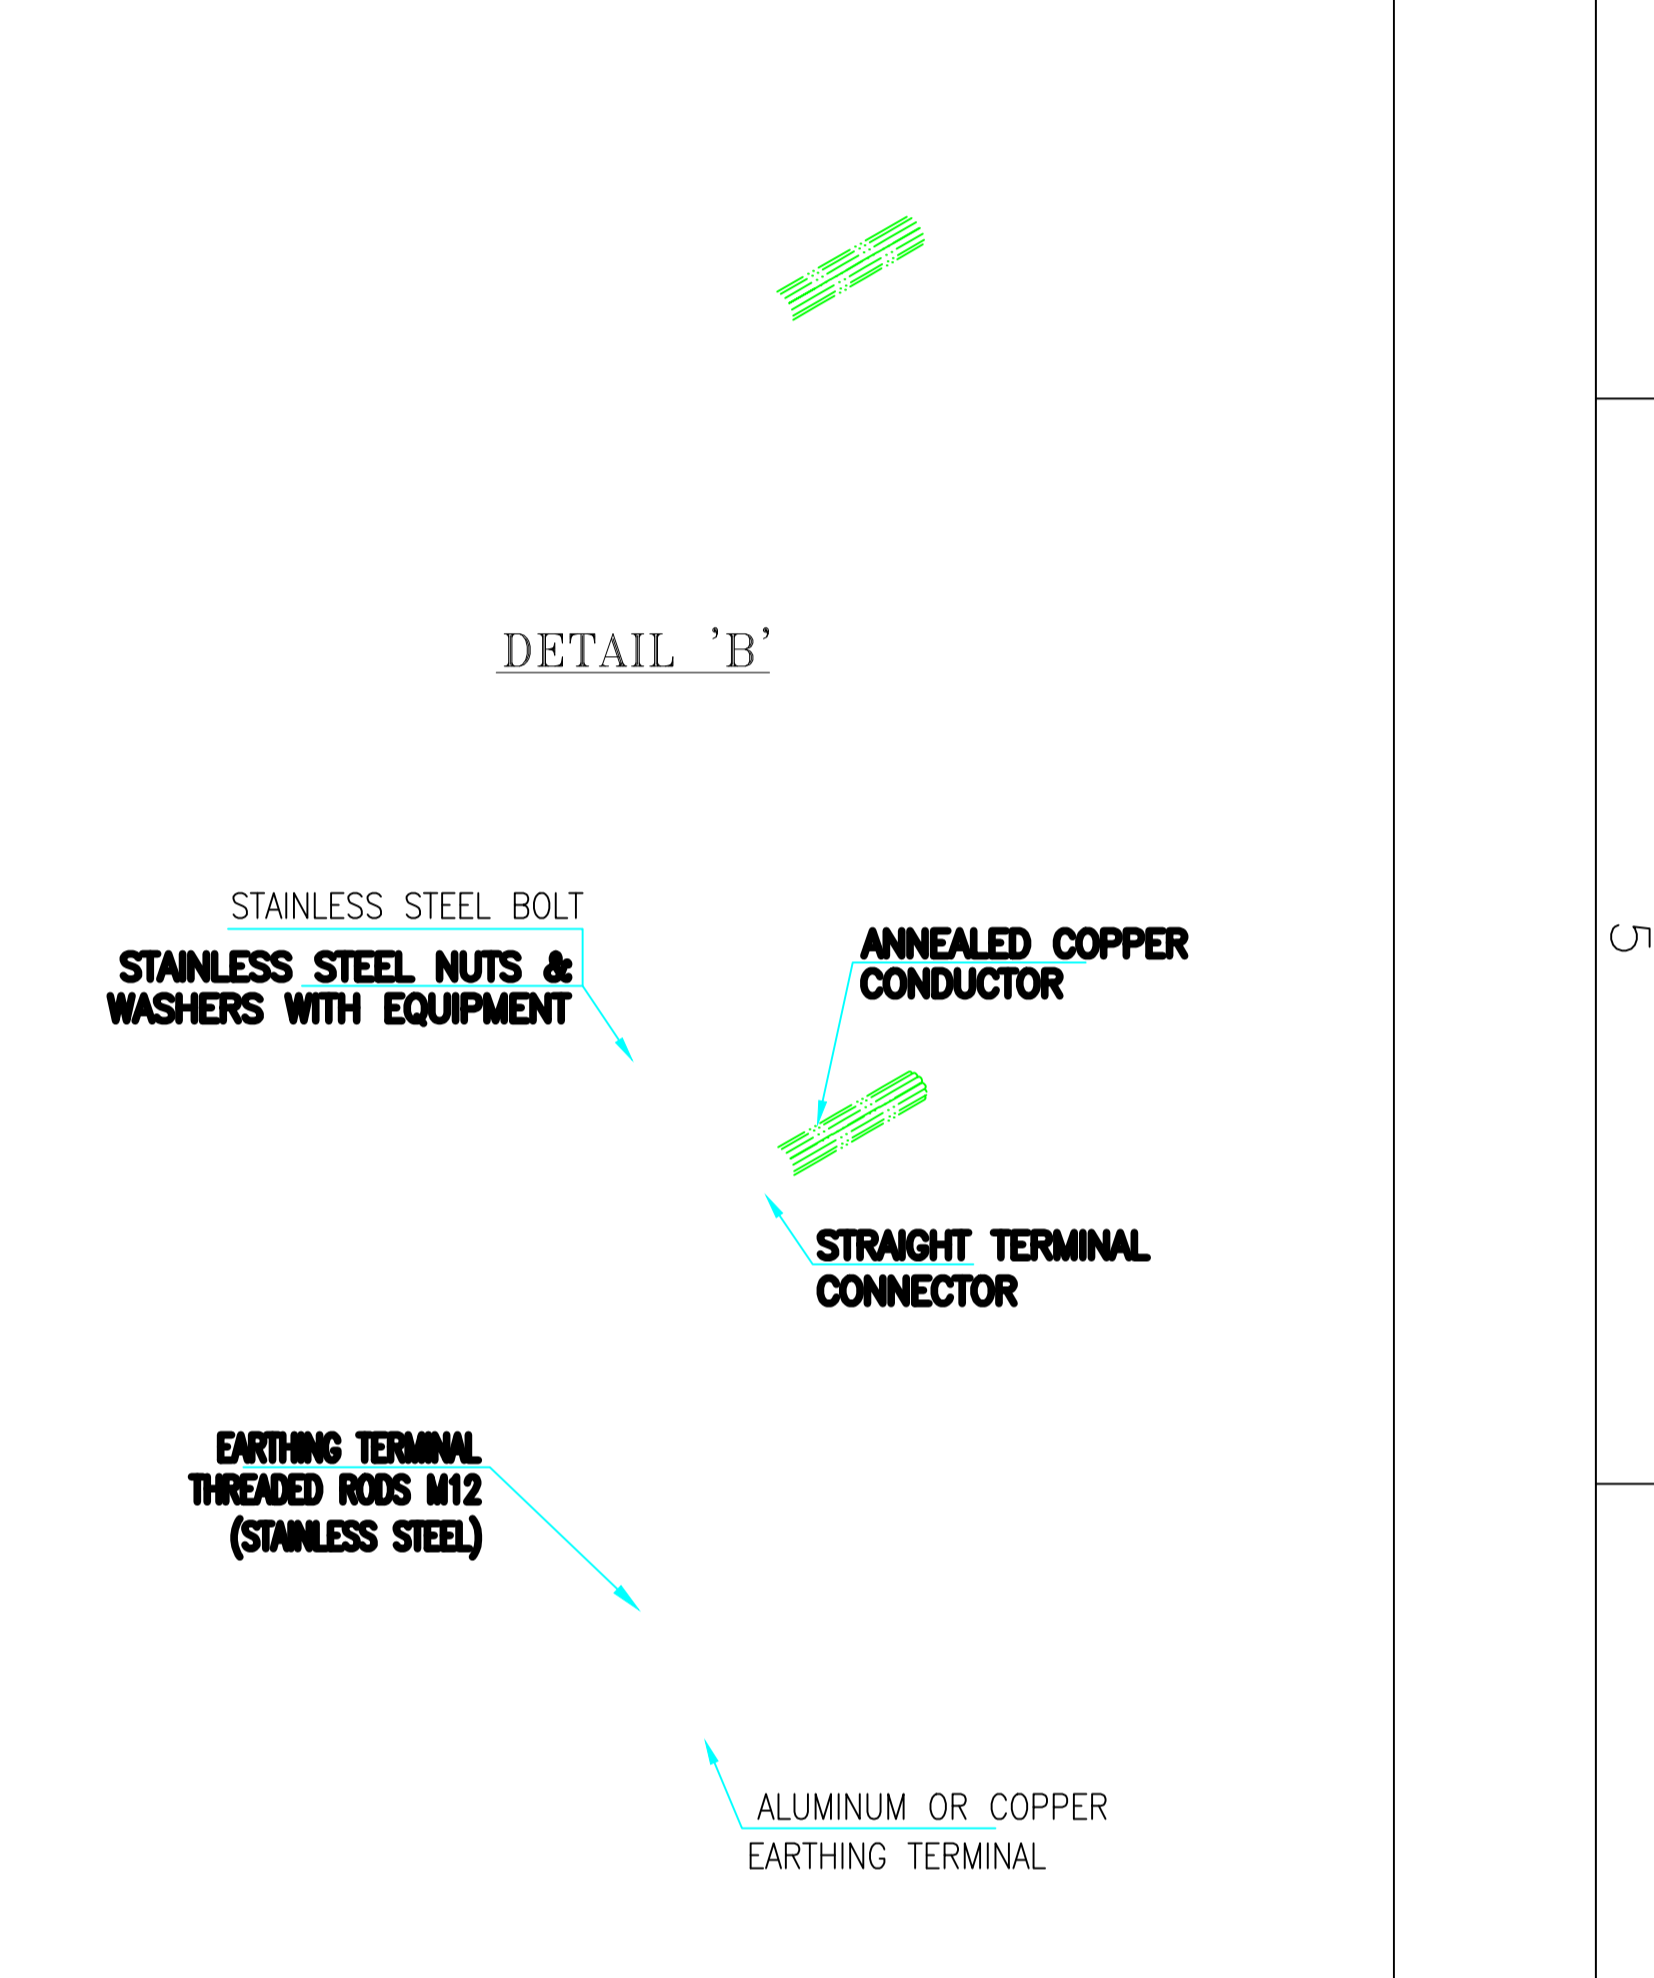 DETAIL 'B'
STAINLESS STEEL BOLT
STAINLESS STEEL NUTS &
WASHERS WITH EQUIPMENT
ANNEALED COPPER
CONDUCTOR
5
STRAIGHT TERMINAL
CONNECTOR
EARTHING TERMINAL
THREADED RODS M12
(STAINLESS STEEL)
ALUMINUM OR COPPER
EARTHING TERMINAL